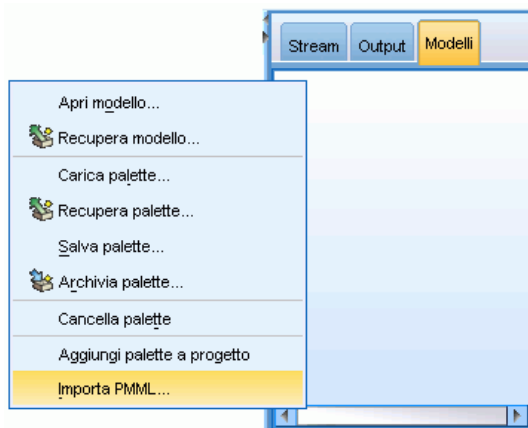 Stream Output Modelli
Apri modello...
Recupera modello...
Carica palette...
Recupera palette...
Salva palette...
Archivia palette...
Cancella palette
Aggiungi palette a progetto
Importa PMML...